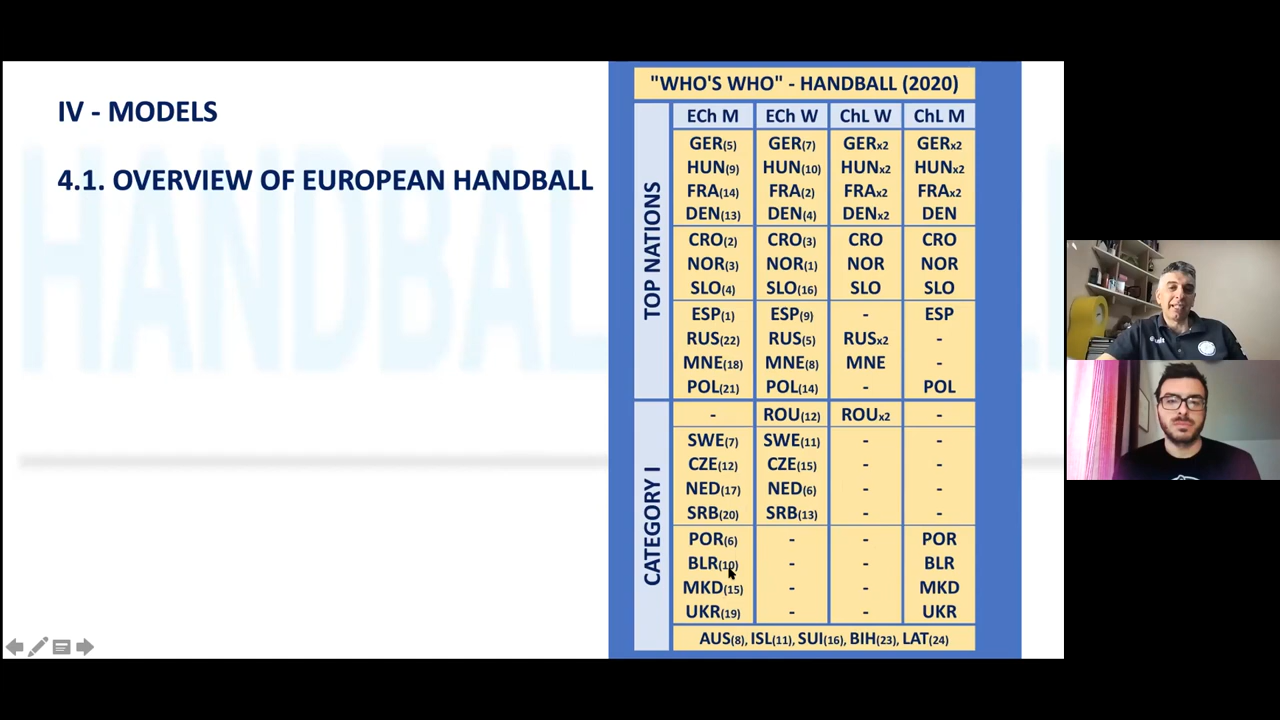 IV - MODELS
4.1. OVERVIEW OF EUROPEAN HANDBALL
"WHO'S WHO" - HANDBALL (2020)
ECh M ECh W ChL W ChL M
TOP NATIONS
GER(5) GER(7) GERx2 GERx2
HUN(9) HUN(10) HUNx2 HUNx2
FRA(14) FRA(2) FRAx2 FRAx2
DEN(13) DEN(4) DENx2 DEN
CRO(2) CRO(3) CRO CRO
NOR(3) NOR(1) NOR NOR
SLO(4) SLO(16) SLO SLO
ESP(1) ESP(9) - ESP
RUS(22) RUS(5) RUSx2 -
MNE(18) MNE(8) MNE -
POL(21) POL(14) - POL
CATEGORY I
- ROU(12) ROUx2 -
SWE(7) SWE(11) - -
CZE(12) CZE(15) - -
NED(17) NED(6) - -
SRB(20) SRB(13) - -
POR(6) - - POR
BLR(10) - - BLR
MKD(15) - - MKD
UKR(19) - - UKR
AUS(8), ISL(11), SUI(16), BIH(23), LAT(24)
HANDBALL